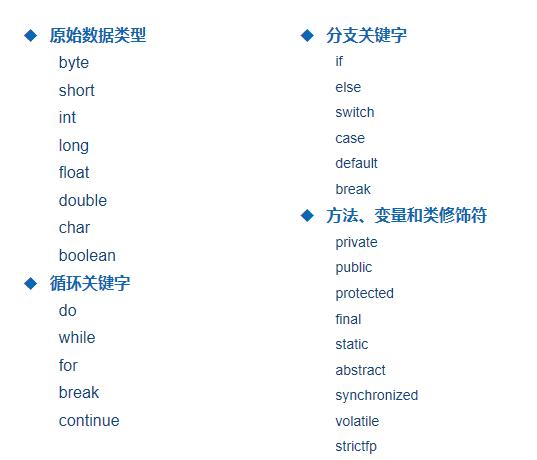 原始数据类型
byte
short
int
long
float
double
char
boolean
循环关键字
do
while
for
break
continue
分支关键字
if
else
switch
case
default
break
方法、变量和类修饰符
private
public
protected
final
static
abstract
synchronized
volatile
strictfp